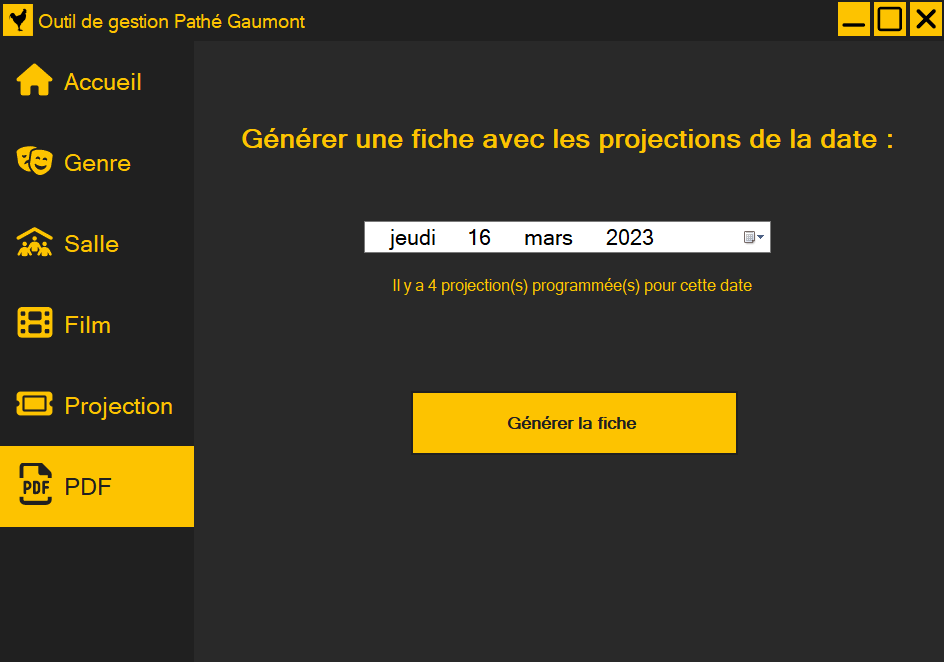 Outil de gestion Pathé Gaumont
Accueil
Genre
Salle
Film
Projection
PDF PDF
Générer une fiche avec les projections de la date :
jeudi 16 mars 2023
Il y a 4 projection(s) programmée(s) pour cette date
Générer la fiche